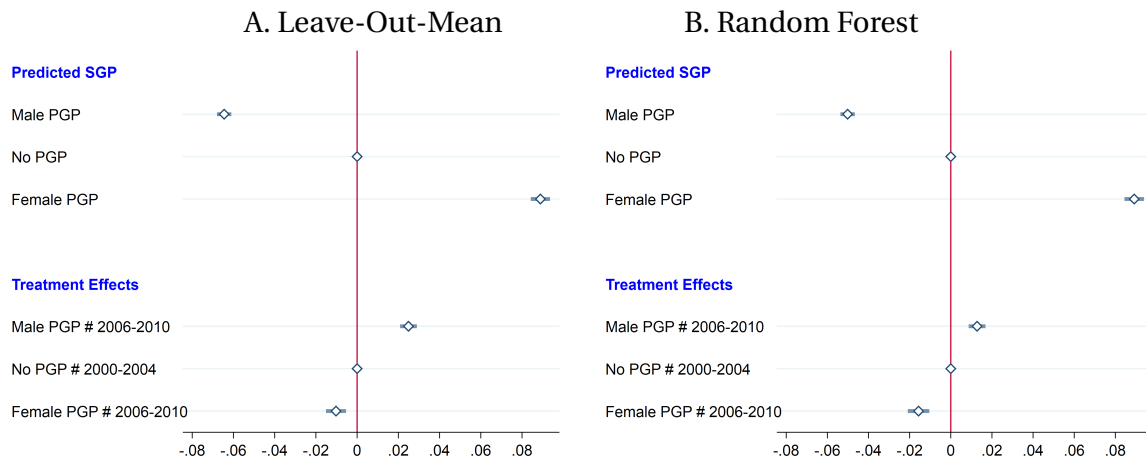 A. Leave-Out-Mean
Predicted SGP
Male PGP
No PGP
Female PGP
Treatment Effects
Male PGP # 2006-2010
No PGP # 2000-2004
Female PGP # 2006-2010
-.08 -.06 -.04 -.02 0 .02 .04 .06 .08
B. Random Forest
Predicted SGP
Male PGP
No PGP
Female PGP
Treatment Effects
Male PGP # 2006-2010
No PGP # 2000-2004
Female PGP # 2006-2010
-.08 -.06 -.04 -.02 0 .02 .04 .06 .08